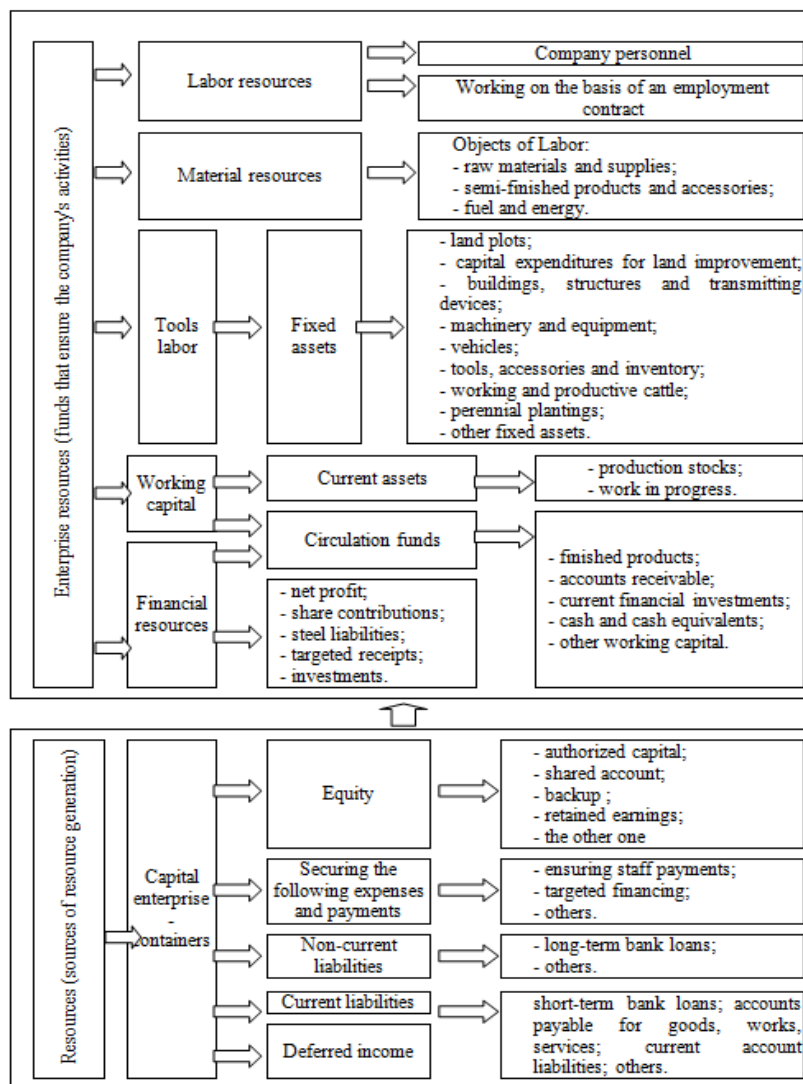 Enterprise resources (funds that ensure the company's activities)
Labor resources
Company personnel
Working on the basis of an employment
contract
Material resources
Objects of Labor:
- raw materials and supplies;
- semi-finished products and accessories;
- fuel and energy.
Tools
labor
Fixed
assets
- land plots;
- capital expenditures for land improvement;
- buildings, structures and transmitting
devices;
- machinery and equipment;
- vehicles;
- tools, accessories and inventory;
- working and productive cattle;
- perennial plantings;
- other fixed assets.
Working
capital
Current assets
- production stocks;
- work in progress.
Circulation funds
- finished products;
- accounts receivable;
- current financial investments;
- cash and cash equivalents;
- other working capital.
Financial
resources
- net profit;
- share contributions;
- steel liabilities;
- targeted receipts;
- investments.
Resources (sources of resource generation)
Capital
enterprise
-
ontainers
Equity
- authorized capital;
- shared account;
- backup ;
- retained earnings;
- the other one
Securing the
following expenses
and payments
- ensuring staff payments;
- targeted financing;
- others.
Non-current
liabilities
- long-term bank loans;
- others.
Current liabilities
Deferred income
short-term bank loans; accounts
payable for goods, works,
services; current account
liabilities; others.